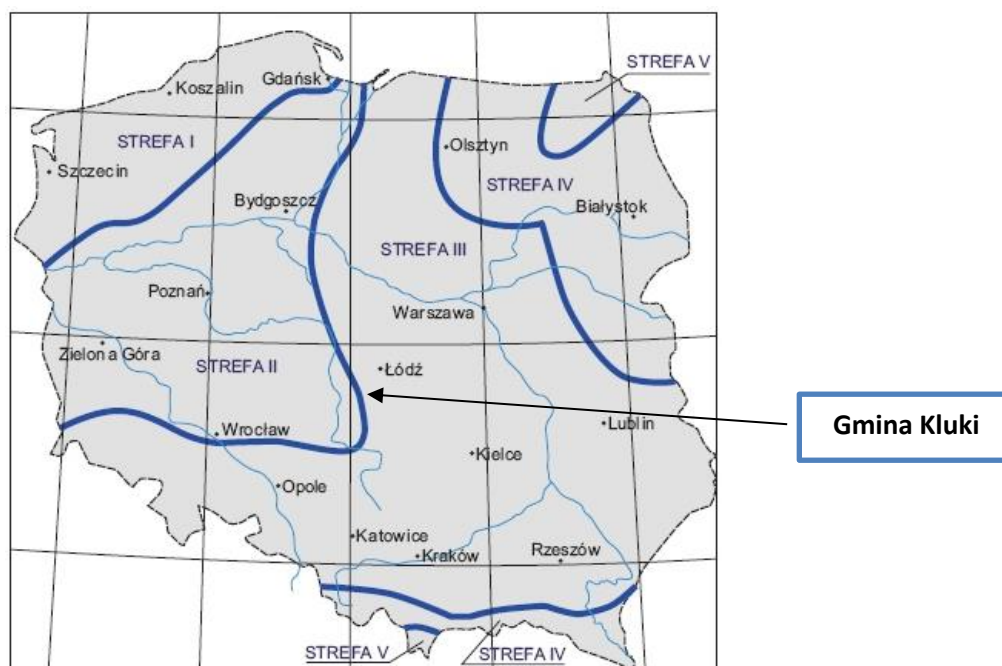 STREFA V
Gdańsk
Koszalin
STREFA I
Olsztyn
Szczecin
STREFA IV
Bydgoszcz
Białystok
STREFA III
Poznań
Warszawa
Zielona Góra
STREFA II
Łódź
Gmina Kluki
Wrocław
Lublin
Kielce
Opole
Katowice
Kraków
Rzeszów
STREFA V
STREFA IV